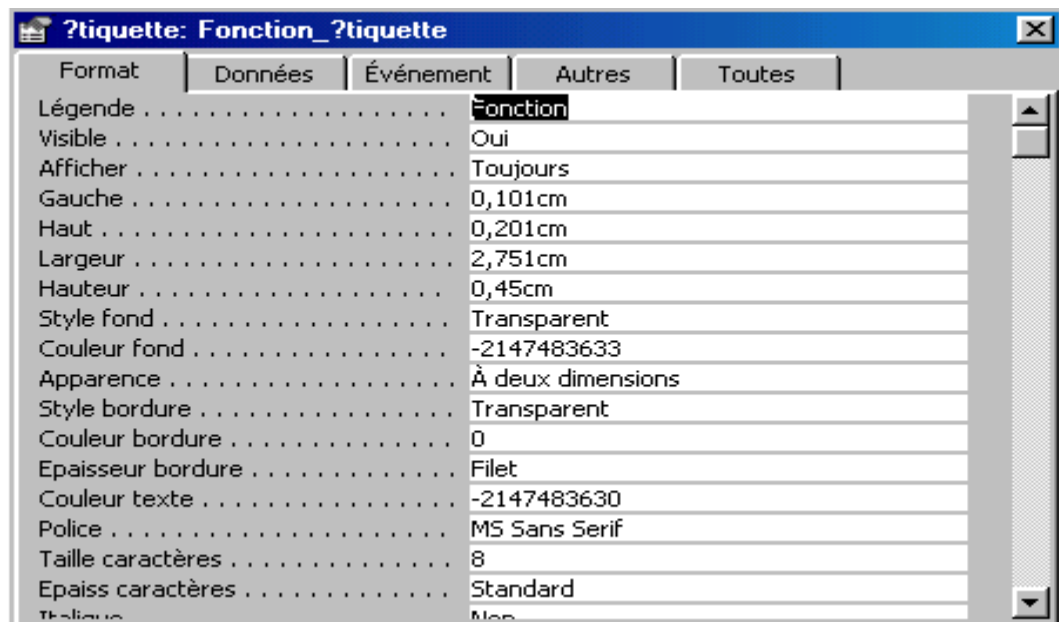 ?tiquette: Fonction_?tiquette
Format Données Événement Autres Toutes
Légende . . . . . . . . . . . . . . . . . . . Fonction
Visible . . . . . . . . . . . . . . . . . . . . . Oui
Afficher . . . . . . . . . . . . . . . . . . . . Toujours
Gauche . . . . . . . . . . . . . . . . . . . . 0,101cm
Haut . . . . . . . . . . . . . . . . . . . . . . 0,201cm
Largeur . . . . . . . . . . . . . . . . . . . . 2,751cm
Hauteur . . . . . . . . . . . . . . . . . . . 0,45cm
Style fond . . . . . . . . . . . . . . . . . . Transparent
Couleur fond . . . . . . . . . . . . . . . . -2147483633
Apparence . . . . . . . . . . . . . . . . . . À deux dimensions
Style bordure . . . . . . . . . . . . . . . . Transparent
Couleur bordure . . . . . . . . . . . . . . 0
Epaisseur bordure . . . . . . . . . . . . . Filet
Couleur texte . . . . . . . . . . . . . . . . -2147483630
Police . . . . . . . . . . . . . . . . . . . . . MS Sans Serif
Taille caractères . . . . . . . . . . . . . . 8
Epaiss caractères . . . . . . . . . . . . . Standard
Italique Non